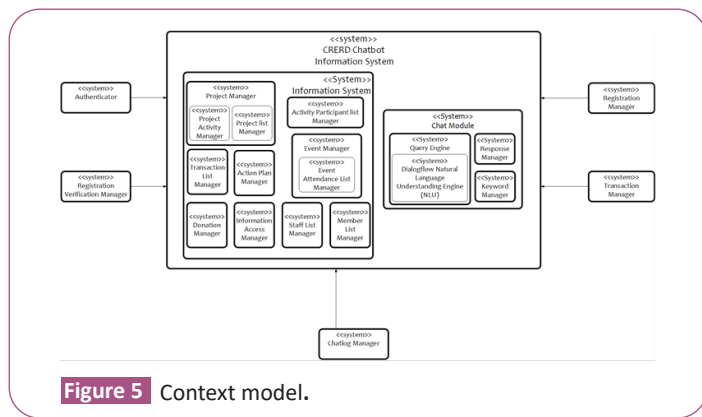 <<system>>
CRERD Chatbot
Information System
<<System>>
Information System
<<system>>
Project Manager
<<system>>
Project
Activity
Manager
<<system>>
Project list
Manager
<<system>>
Activity Participant list
Manager
<<system>>
Event Manager
<<system>>
Event
Attendance List
Manager
<<system>>
Transaction
List
Manager
<<system>>
Action Plan
Manager
<<system>>
Donation
Manager
<<system>>
Information
Access
Manager
<<system>>
Staff List
Manager
<<system>>
Member
List
Manager
<<System>>
Chat Module
<<System>>
Query Engine
<<System>>
Dialogflow Natural
Language
Understanding Engine
(NLU)
<<System>>
Response
Manager
<<System>>
Keyword
Manager
<<system>>
Authenticator
<<system>>
Registration
Verification Manager
<<system>>
Registration
Manager
<<system>>
Transaction
Manager
<<system>>
Chatlog Manager
Figure 5 Context model.